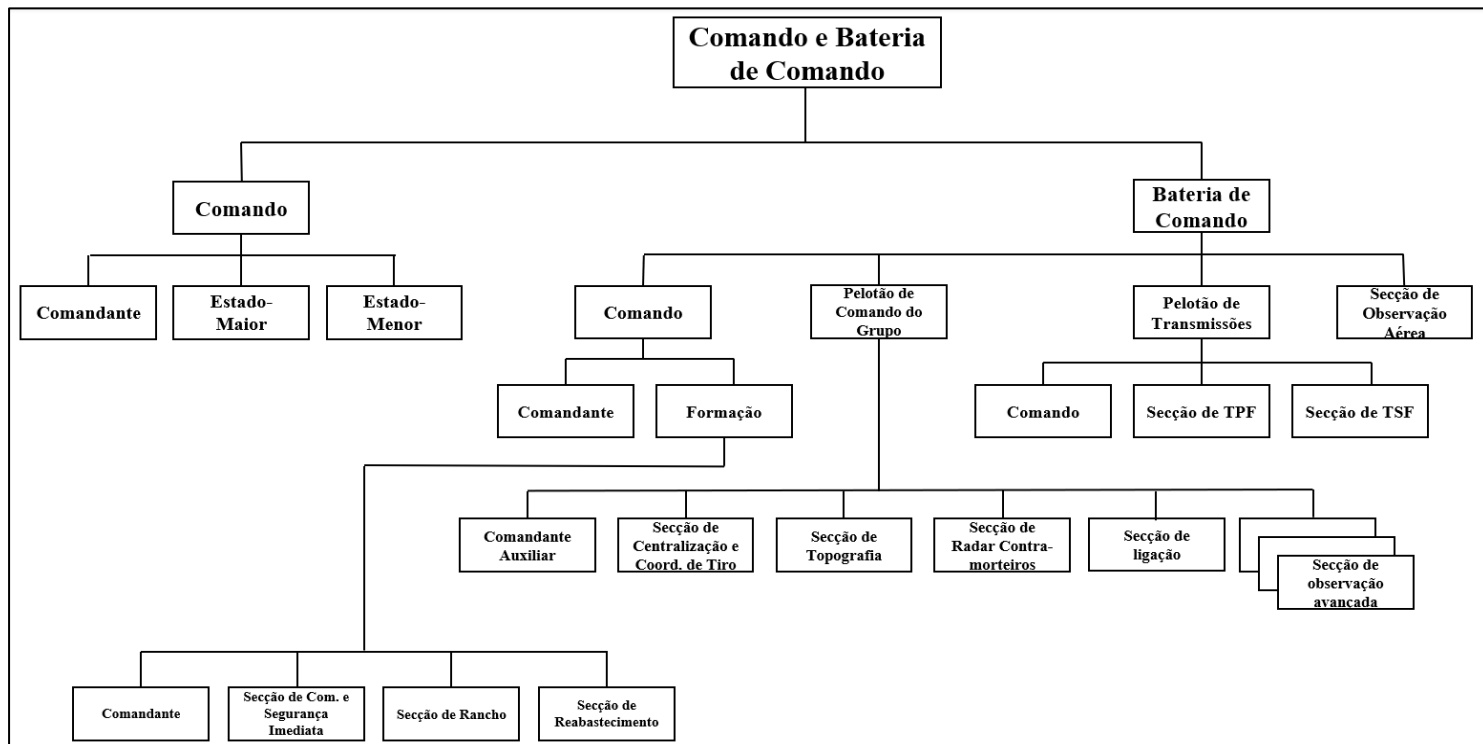 Comando e Bateria
de Comando
Comando
Bateria de
Comando
Comandante
Estado-
Maior
Estado-
Menor
Comando
Pelotão de
Comando do
Grupo
Pelotão de
Transmissões
Secção de
Observação
Aérea
Comandante
Formação
Comando
Secção de TPF
Secção de TSF
Comandante
Auxiliar
Secção de
Centralização e
Coord. de Tiro
Secção de
Topografia
Secção de
Radar Contra-
morteiros
Secção de
ligação
Secção de
observação
avançada
Comandante
Secção de Com. e
Segurança
Imediata
Secção de Rancho
Secção de
Reabastecimento